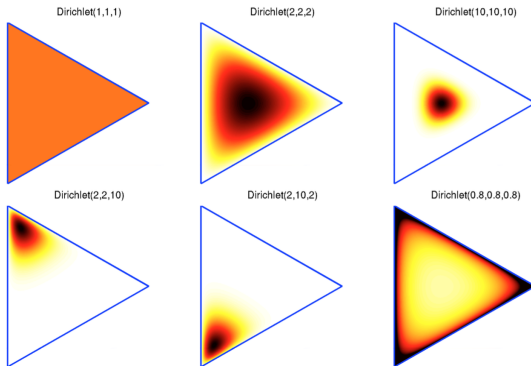 Dirichlet(1,1,1)
Dirichlet(2,2,2)
Dirichlet(10,10,10)
Dirichlet(2,2,10)
Dirichlet(2,10,2)
Dirichlet(0.8,0.8,0.8)